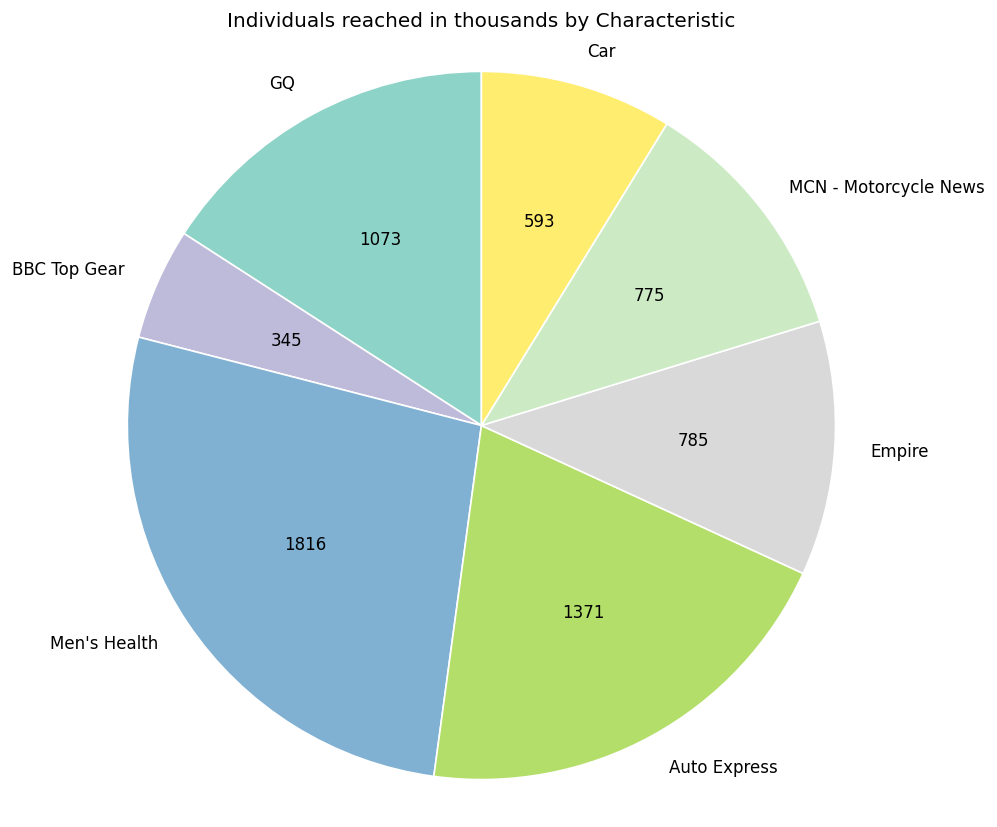 Individuals reached in thousands by Characteristic
Car
GQ
MCN - Motorcycle News
593
1073
BBC Top Gear
775
345
785
Empire
1816
1371
Men's Health
Auto Express